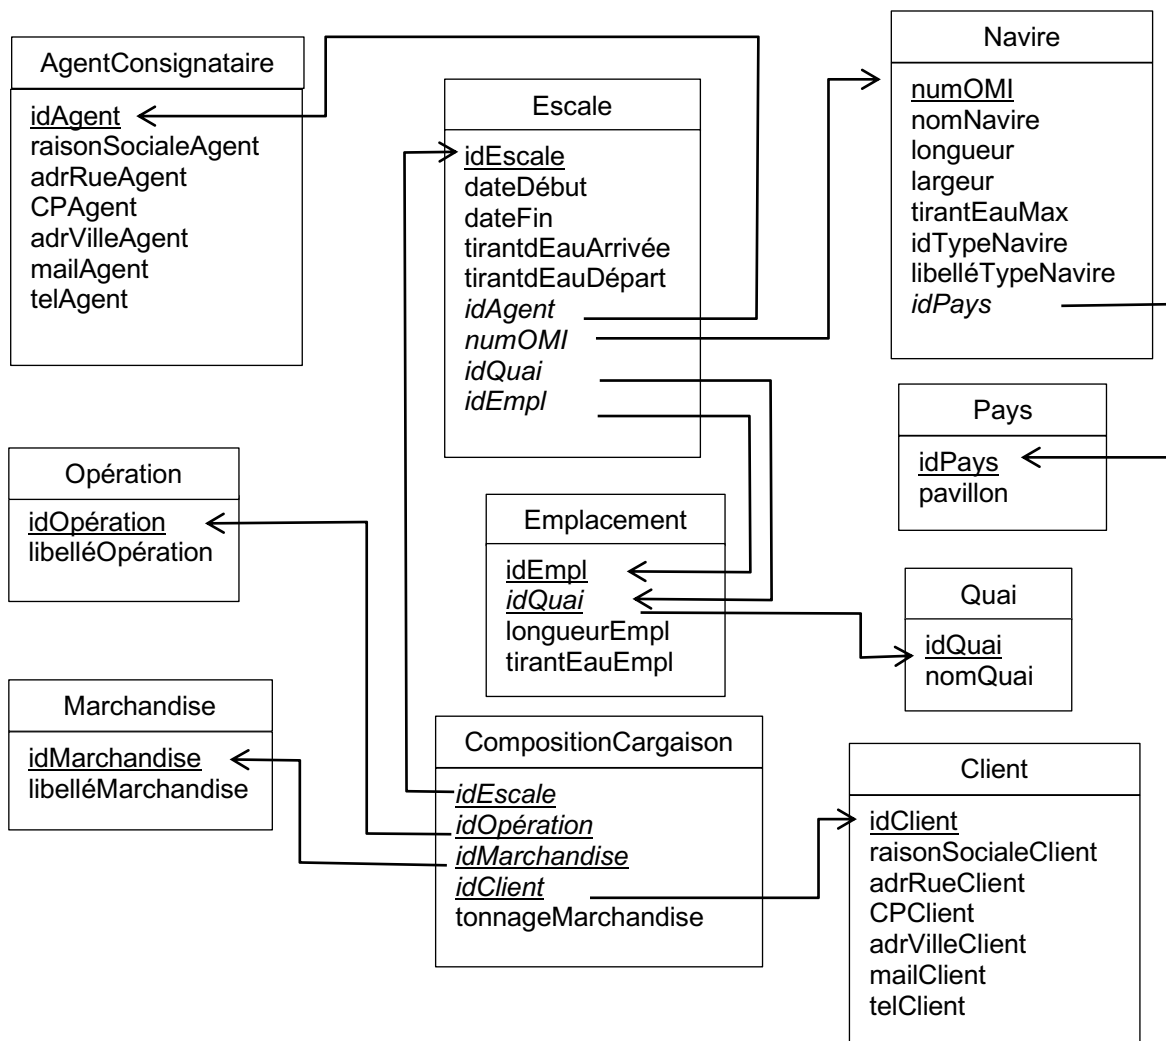 AgentConsignataire
idAgent
raisonSocialeAgent
adrRueAgent
CPAgent
adrVilleAgent
mailAgent
telAgent
Escale
idEscale
dateDébut
dateFin
tirantdEauArrivée
tirantdEauDépart
idAgent
numOMI
idQuai
idEmpl
Navire
numOMI
nomNavire
longueur
largeur
tirantEauMax
idTypeNavire
libelléTypeNavire
idPays
Pays
idPays
pavillon
Opération
idOpération
libelléOpération
Emplacement
idEmpl
idQuai
longueurEmpl
tirantEauEmpl
Quai
idQuai
nomQuai
Marchandise
idMarchandise
libelléMarchandise
CompositionCargaison
idEscale
idOpération
idMarchandise
idClient
tonnageMarchandise
Client
idClient
raisonSocialeClient
adrRueClient
CPClient
adrVilleClient
mailClient
telClient